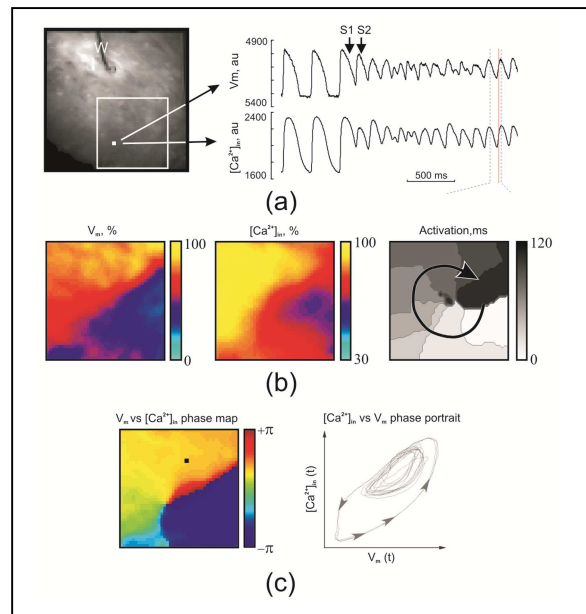 W
S1 S2
4900
Vm, au
5400
2400
[Ca²⁺]in, au
1600
500 ms
(a)
Vm, %
100
0
[Ca²⁺]in, %
100
30
Activation,ms
120
0
(b)
Vm vs [Ca²⁺]in phase map
+π
−π
[Ca²⁺]in vs Vm phase portrait
[Ca²⁺]in (t)
Vm (t)
(c)